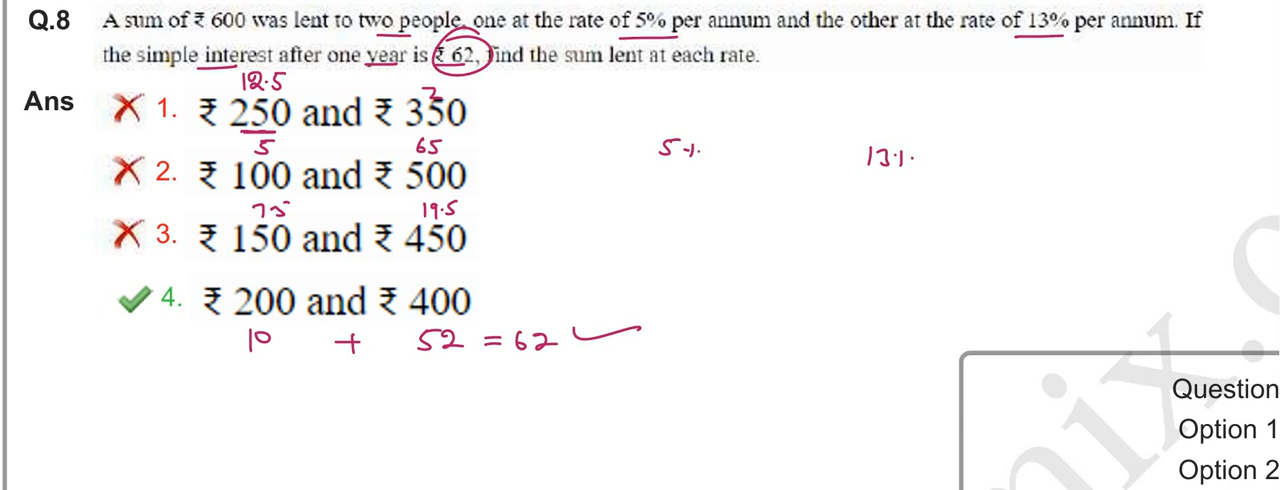 Q.8 A sum of ₹ 600 was lent to two people, one at the rate of 5% per annum and the other at the rate of 13% per annum. If
the simple interest after one year is ₹ 62, find the sum lent at each rate.
12.5
Ans 1. ₹ 250 and ₹ 350
5 65
5%. 13%.
2. ₹ 100 and ₹ 500
7.5 19.5
3. ₹ 150 and ₹ 450
4. ₹ 200 and ₹ 400
10 + 52 = 62
Question
Option 1
Option 2